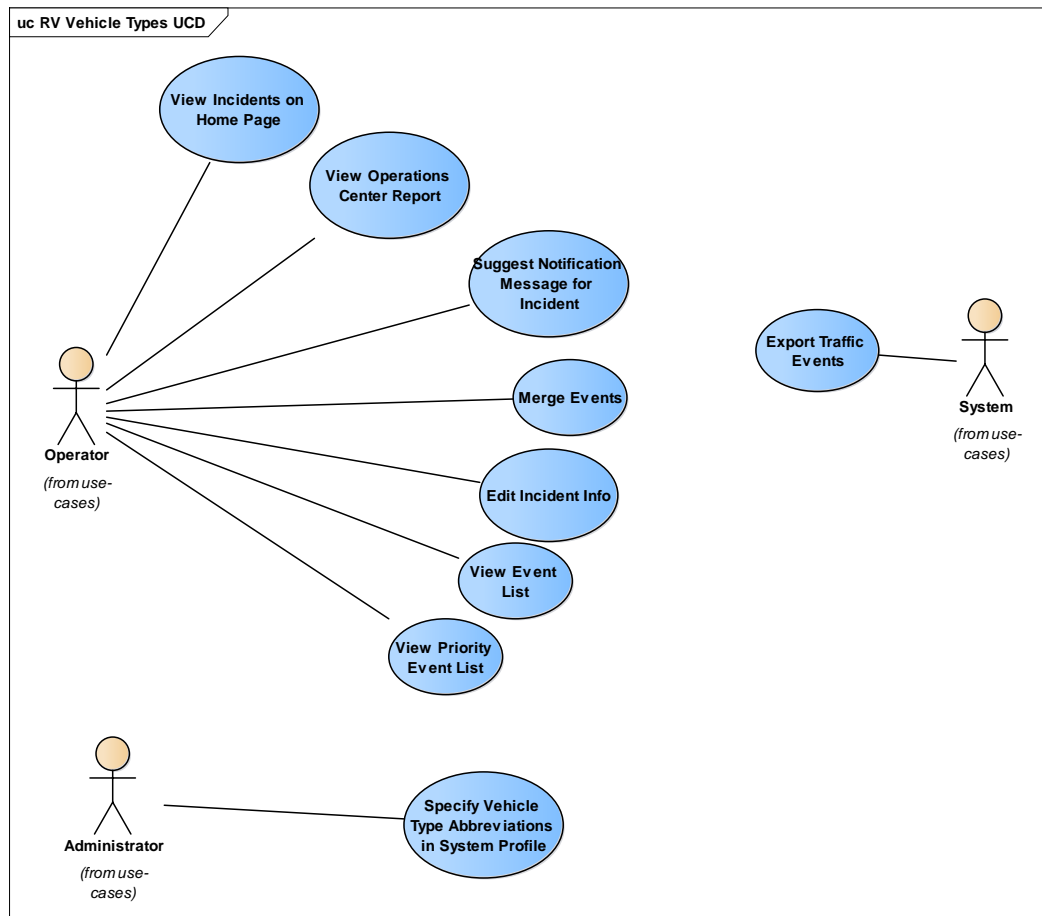 uc RV Vehicle Types UCD
View Incidents on
Home Page
View Operations
Center Report
Suggest Notification
Message for
Incident
Export Traffic
Events
System
(from use-
cases)
Merge Events
Operator
(from use-
cases)
Edit Incident Info
View Event
List
View Priority
Event List
Specify Vehicle
Type Abbreviations
in System Profile
Administrator
(from use-
cases)